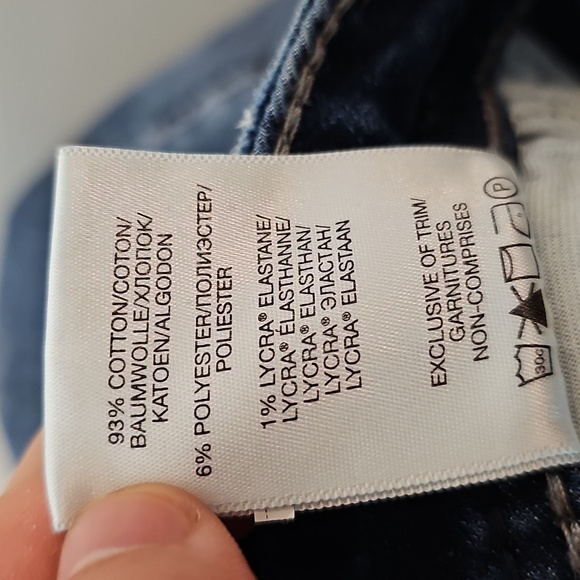 93% COTTON/COTON/
BAUMWOLLE/ХЛОПОК/
KATOEN/ALGODON
6% POLYESTER/ПОЛИЭСТЕР/
POLIESTER
1% LYCRA® ELASTANE/
LYCRA® ÉLASTHANNE/
LYCRA® ELASTHAN/
LYCRA® ЭЛАСТАН/
LYCRA® ELASTAAN
EXCLUSIVE OF TRIM/
GARNITURES
NON-COMPRISES
30C
P